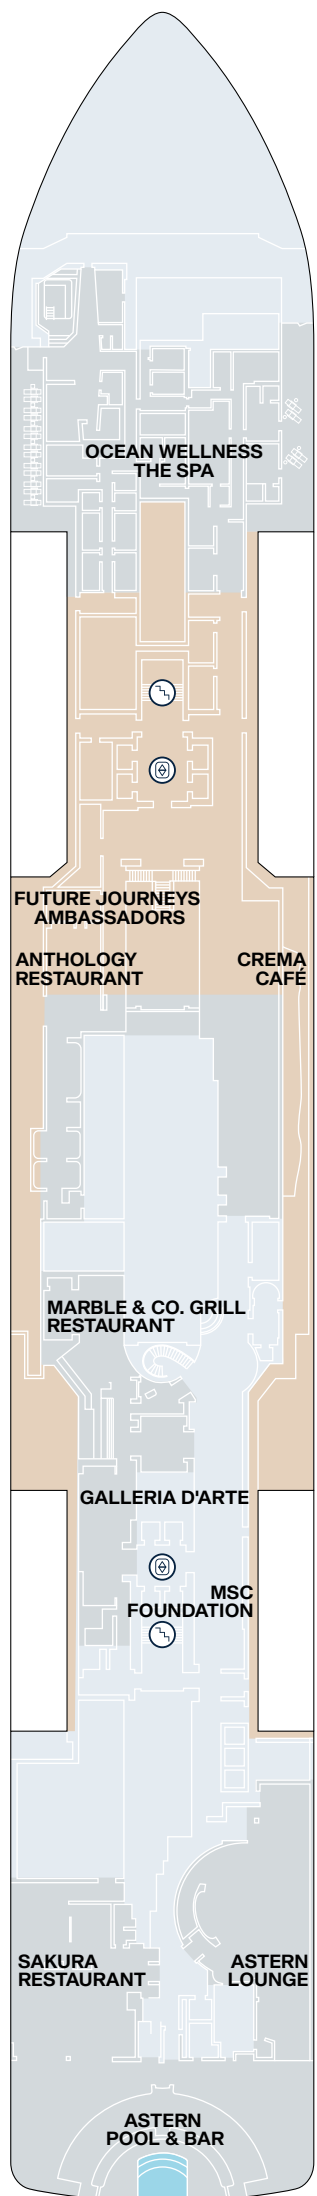 OCEAN WELLNESS
THE SPA
FUTURE JOURNEYS
AMBASSADORS
ANTHOLOGY
RESTAURANT
CREMA
CAFÉ
MARBLE & CO. GRILL
RESTAURANT
GALLERIA D'ARTE
MSC
FOUNDATION
SAKURA
RESTAURANT
ASTERN
LOUNGE
ASTERN
POOL & BAR